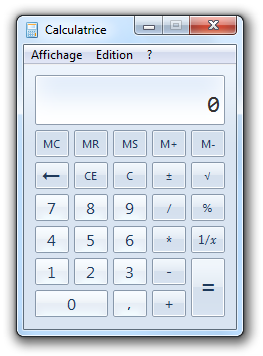 Calculatrice
Affichage Edition ?
0
MC MR MS M+ M-
← CE C ± √
7 8 9 / %
4 5 6 * 1/x
1 2 3 - =
0 , +